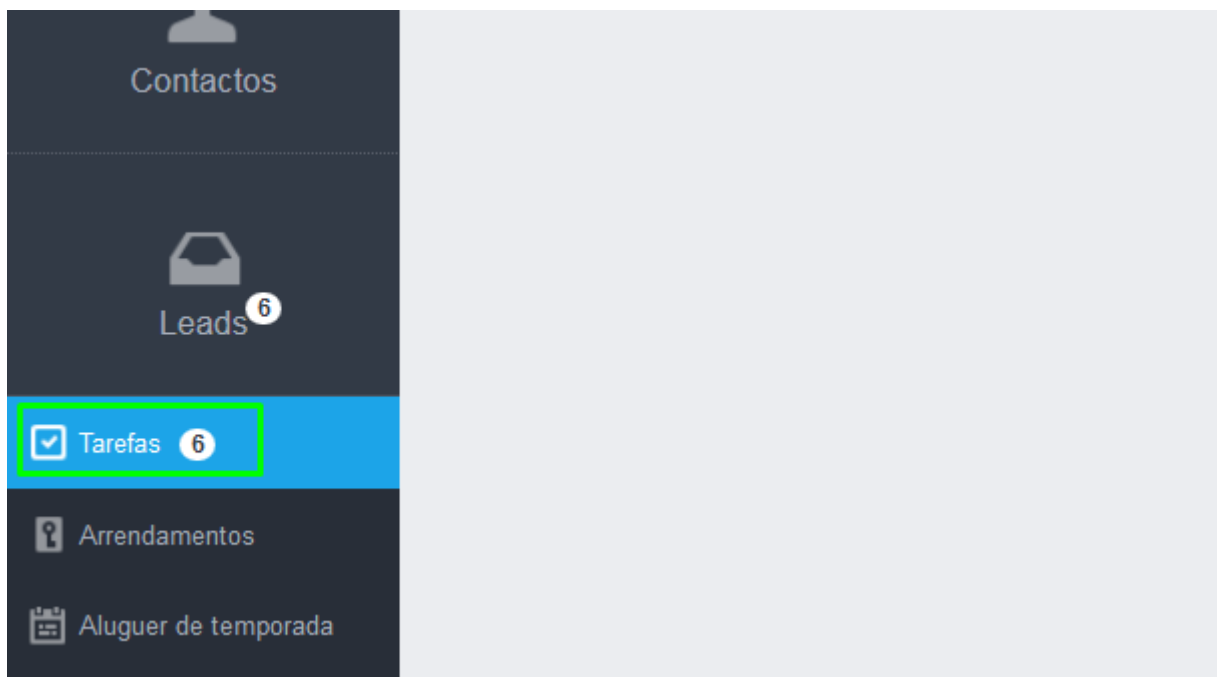 Contactos
Leads 6
Tarefas 6
Arrendamentos
Aluguer de temporada